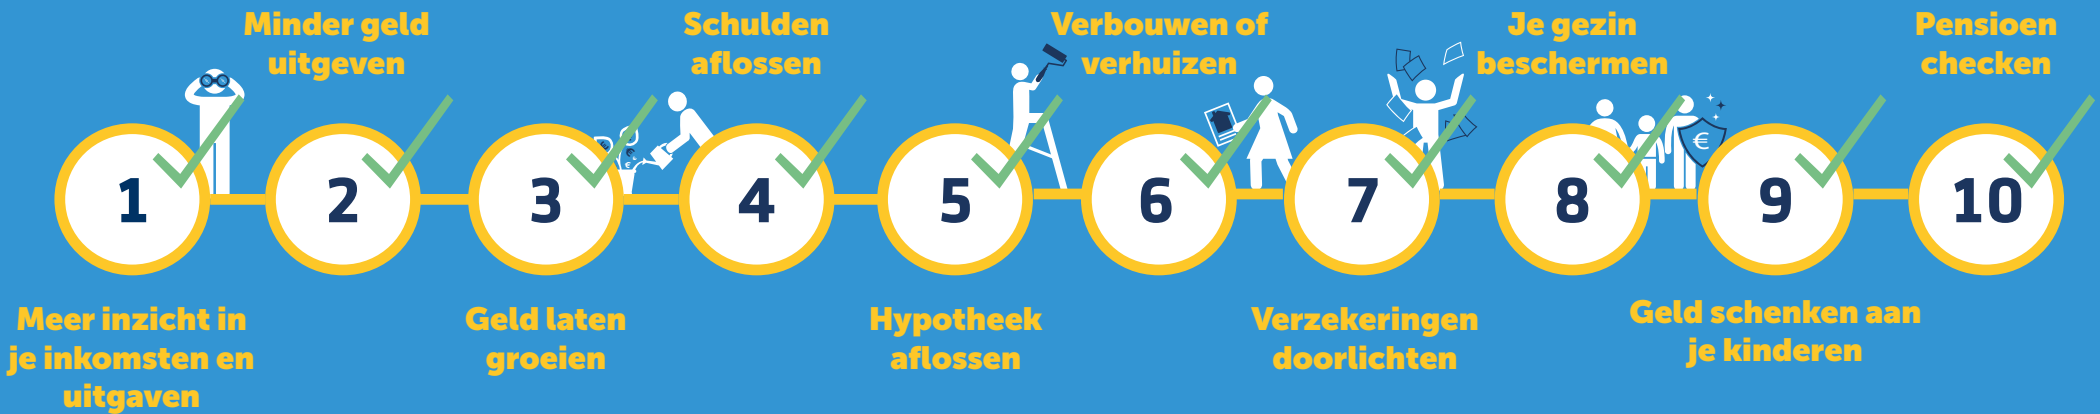 Minder geld
uitgeven
Schulden
aflossen
Verbouwen of
verhuizen
Je gezin
beschermen
Pensioen
checken
1
2
3
4
5
6
7
8
9
10
Meer inzicht in
je inkomsten en
uitgaven
Geld laten
groeien
Hypotheek
aflossen
Verzekeringen
doorlichten
Geld schenken aan
je kinderen